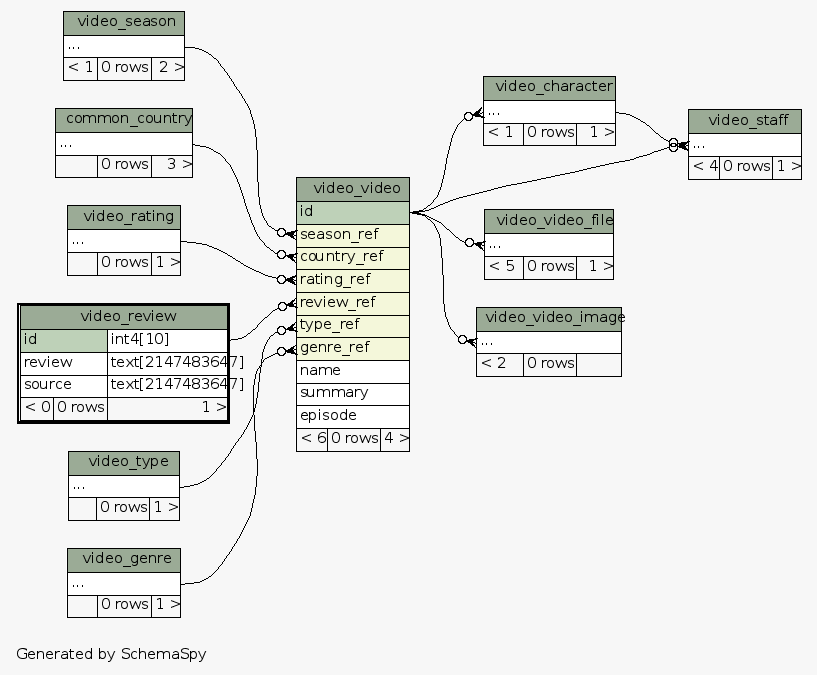 video_season
...
< 1 0 rows 2 >
common_country
...
0 rows 3 >
video_rating
...
0 rows 1 >
video_review
id int4[10]
review text[2147483647]
source text[2147483647]
< 0 0 rows 1 >
video_type
...
0 rows 1 >
video_genre
...
0 rows 1 >
video_video
id
season_ref
country_ref
rating_ref
review_ref
type_ref
genre_ref
name
summary
episode
< 6 0 rows 4 >
video_character
...
< 1 0 rows 1 >
video_staff
...
< 4 0 rows 1 >
video_video_file
...
< 5 0 rows 1 >
video_video_image
...
< 2 0 rows
Generated by SchemaSpy